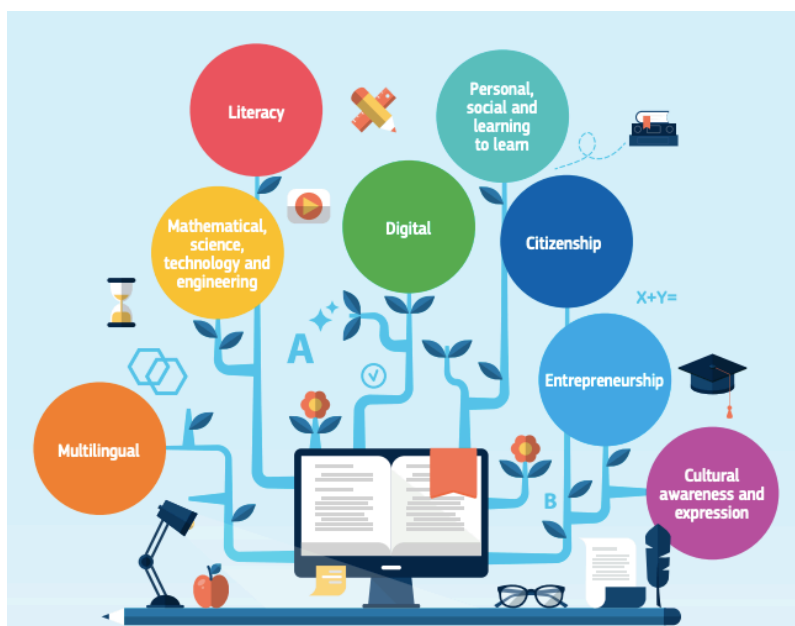 Literacy
Personal,
social and
learning
to learn
Mathematical,
science,
technology and
engineering
Digital
Citizenship
X+Y=
A
Entrepreneurship
Multilingual
Cultural
awareness and
expression
B